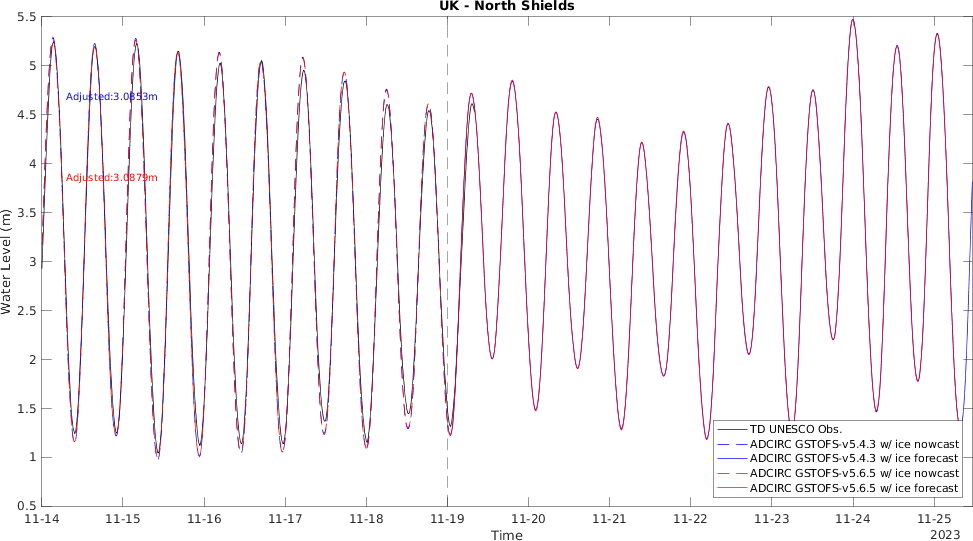 UK - North Shields
5.5
5
4.5
4
3.5
3
2.5
2
1.5
1
0.5
Water Level (m)
Adjusted:3.0853m
Adjusted:3.0879m
TD UNESCO Obs.
ADCIRC GSTOFS-v5.4.3 w/ ice nowcast
ADCIRC GSTOFS-v5.4.3 w/ ice forecast
ADCIRC GSTOFS-v5.6.5 w/ ice nowcast
ADCIRC GSTOFS-v5.6.5 w/ ice forecast
11-14 11-15 11-16 11-17 11-18 11-19 11-20 11-21 11-22 11-23 11-24 11-25
2023
Time